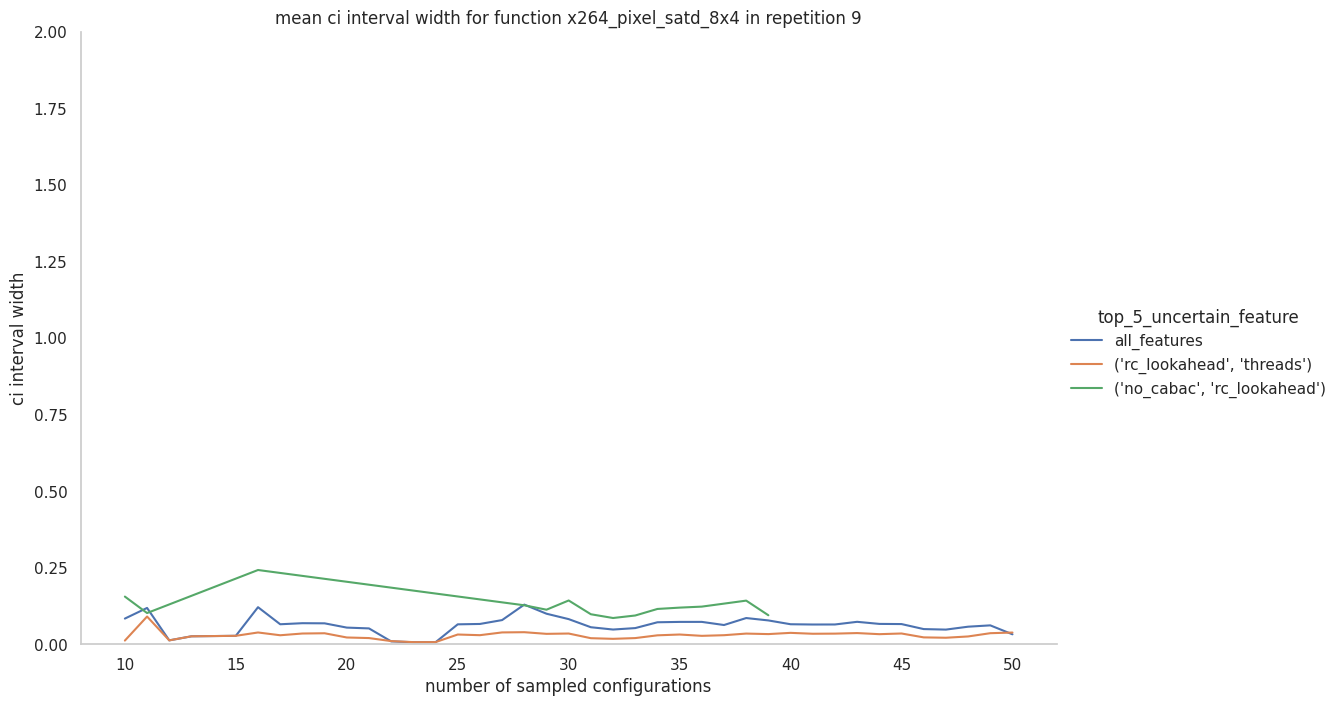 mean ci interval width for function x264_pixel_satd_8x4 in repetition 9
2.00
1.75
1.50
1.25
1.00
0.75
0.50
0.25
0.00
ci interval width
10 15 20 25 30 35 40 45 50
number of sampled configurations
top_5_uncertain_feature
all_features
('rc_lookahead', 'threads')
('no_cabac', 'rc_lookahead')